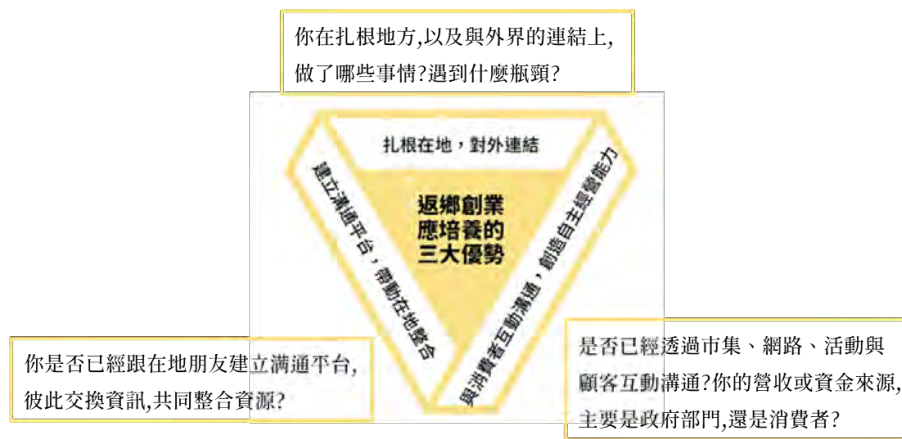 你在扎根地方,以及與外界的連結上,
做了哪些事情?遇到什麼瓶頸?
扎根在地，對外連結
建立溝通平台，帶動在地整合
返鄉創業
應培養的
三大優勢
與消費者互動溝通，創造自主經營能力
你是否已經跟在地朋友建立溝通平台,
彼此交換資訊,共同整合資源?
是否已經透過市集、網路、活動與
顧客互動溝通?你的營收或資金來源,
主要是政府部門,還是消費者?